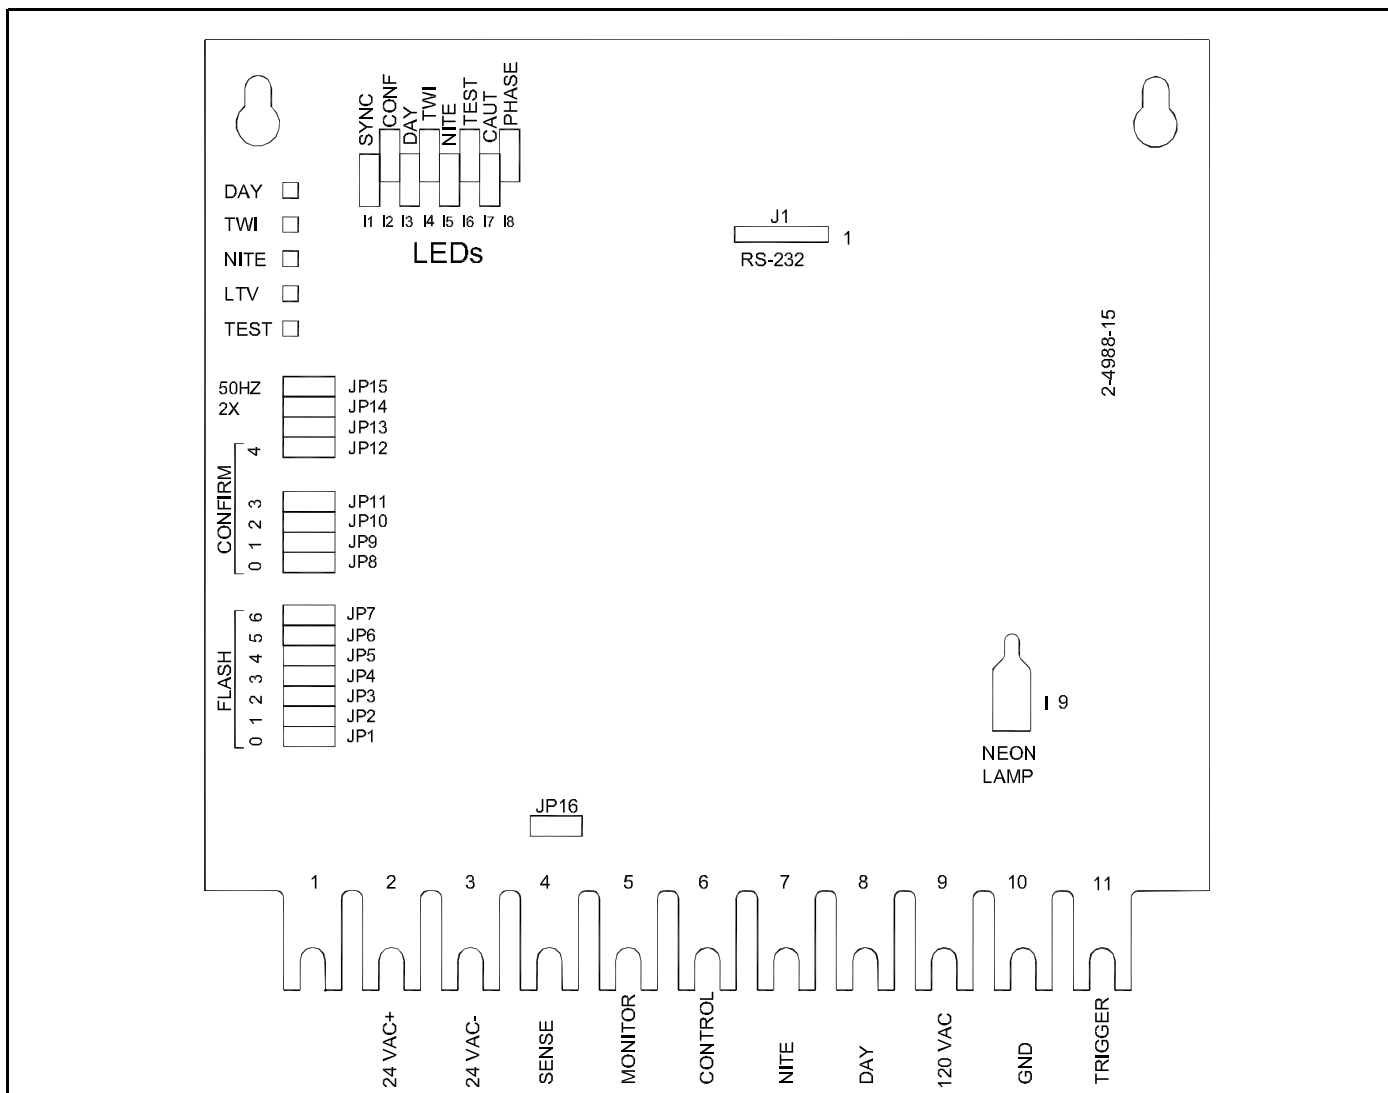 SYNC
CONF
DAY
TWI
NITE
TEST
CAUT
PHASE
I1 I2 I3 I4 I5 I6 I7 I8
LEDs
DAY
TWI
NITE
LTV
TEST
J1
1
RS-232
2-4988-15
50HZ
2X
JP15
JP14
JP13
JP12
CONFIRM
4
3
2
1
0
JP11
JP10
JP9
JP8
FLASH
6
5
4
3
2
1
0
JP7
JP6
JP5
JP4
JP3
JP2
JP1
I 9
NEON
LAMP
JP16
1 2 3 4 5 6 7 8 9 10 11
24 VAC+
24 VAC-
SENSE
MONITOR
CONTROL
NITE
DAY
120 VAC
GND
TRIGGER